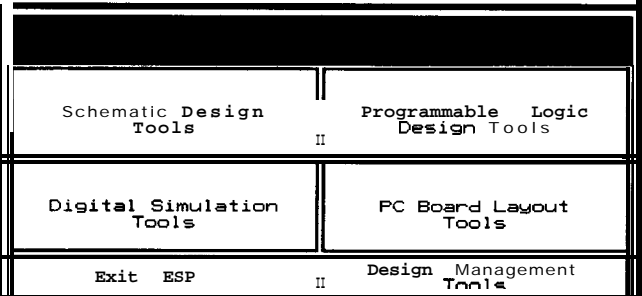 Schematic Design
Tools
Programmable Logic
Design Tools
II
Digital Simulation
Tools
PC Board Layout
Tools
Exit ESP
II
Design Management
Tools